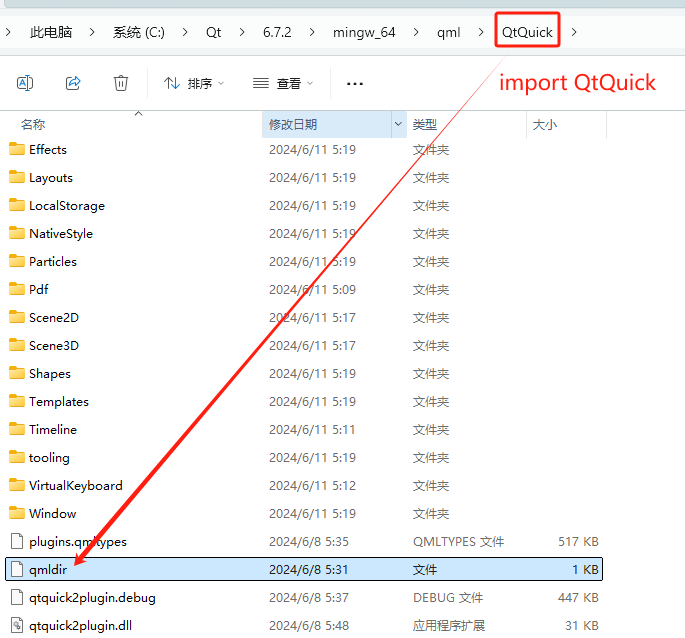 此电脑 > 系统 (C:) > Qt > 6.7.2 > mingw_64 > qml > QtQuick >
import QtQuick
排序 查看 ...
名称 修改日期 类型 大小
Effects 2024/6/11 5:19 文件夹
Layouts 2024/6/11 5:19 文件夹
LocalStorage 2024/6/11 5:19 文件夹
NativeStyle 2024/6/11 5:19 文件夹
Particles 2024/6/11 5:19 文件夹
Pdf 2024/6/11 5:09 文件夹
Scene2D 2024/6/11 5:17 文件夹
Scene3D 2024/6/11 5:17 文件夹
Shapes 2024/6/11 5:19 文件夹
Templates 2024/6/11 5:19 文件夹
Timeline 2024/6/11 5:11 文件夹
tooling 2024/6/11 5:19 文件夹
VirtualKeyboard 2024/6/11 5:12 文件夹
Window 2024/6/11 5:19 文件夹
plugins.qmltypes 2024/6/8 5:35 QMLTYPES 文件 517 KB
qmldir 2024/6/8 5:31 文件 1 KB
qtquick2plugin.debug 2024/6/8 5:37 DEBUG 文件 447 KB
qtquick2plugin.dll 2024/6/8 5:48 应用程序扩展 31 KB